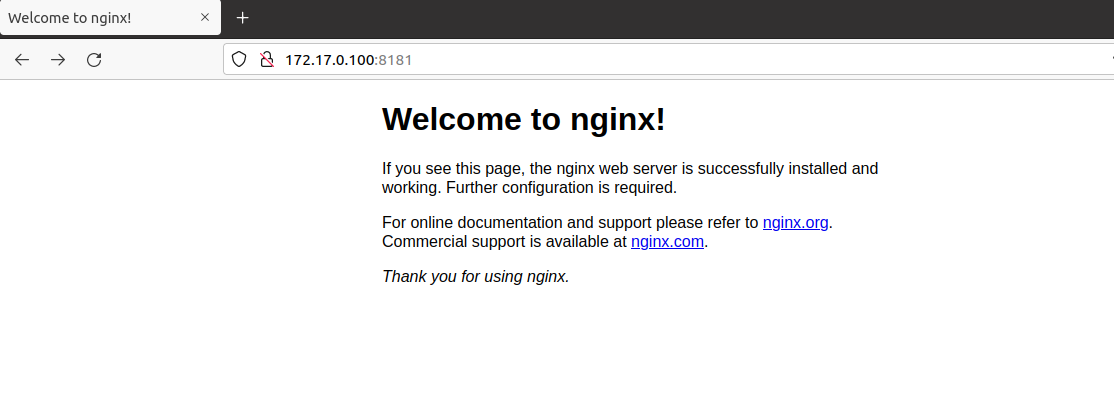 Welcome to nginx!
172.17.0.100:8181
Welcome to nginx!
If you see this page, the nginx web server is successfully installed and
working. Further configuration is required.
For online documentation and support please refer to nginx.org.
Commercial support is available at nginx.com.
Thank you for using nginx.